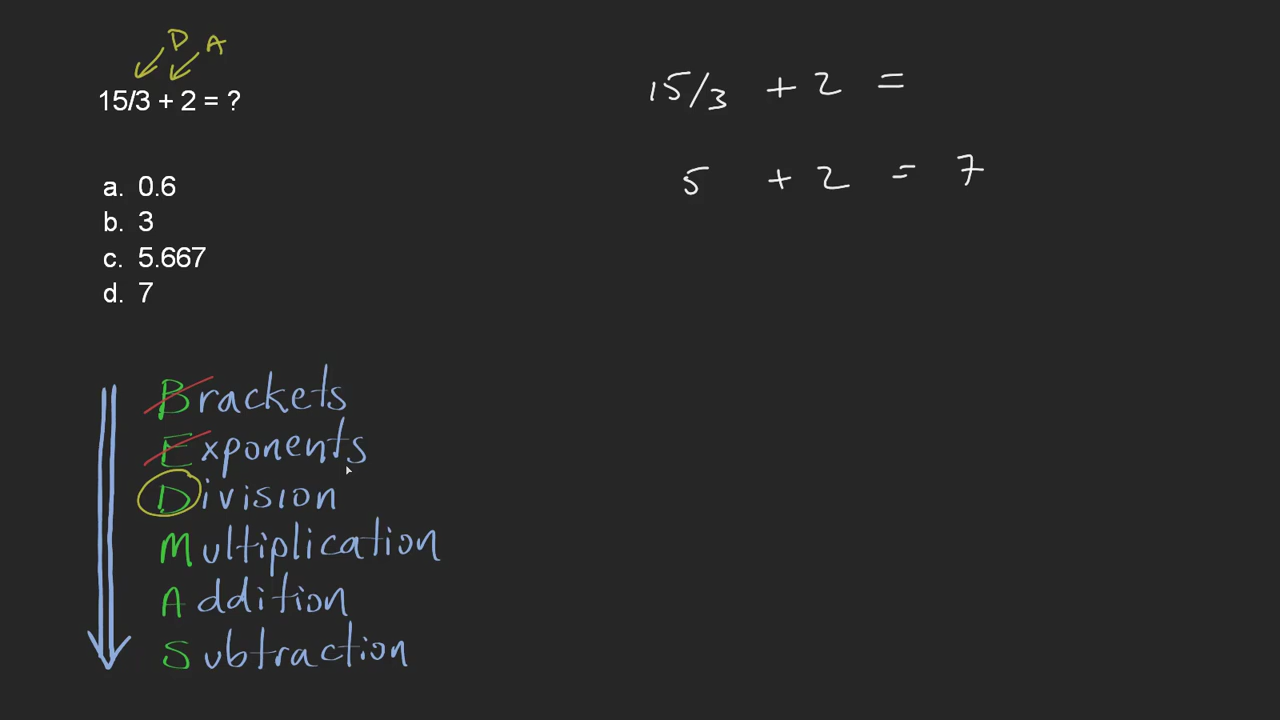 D A
15/3 + 2 = ?
a. 0.6
b. 3
c. 5.667
d. 7
15/3 + 2 =
5 + 2 = 7
Brackets
Exponents
Division
Multiplication
Addition
Subtraction